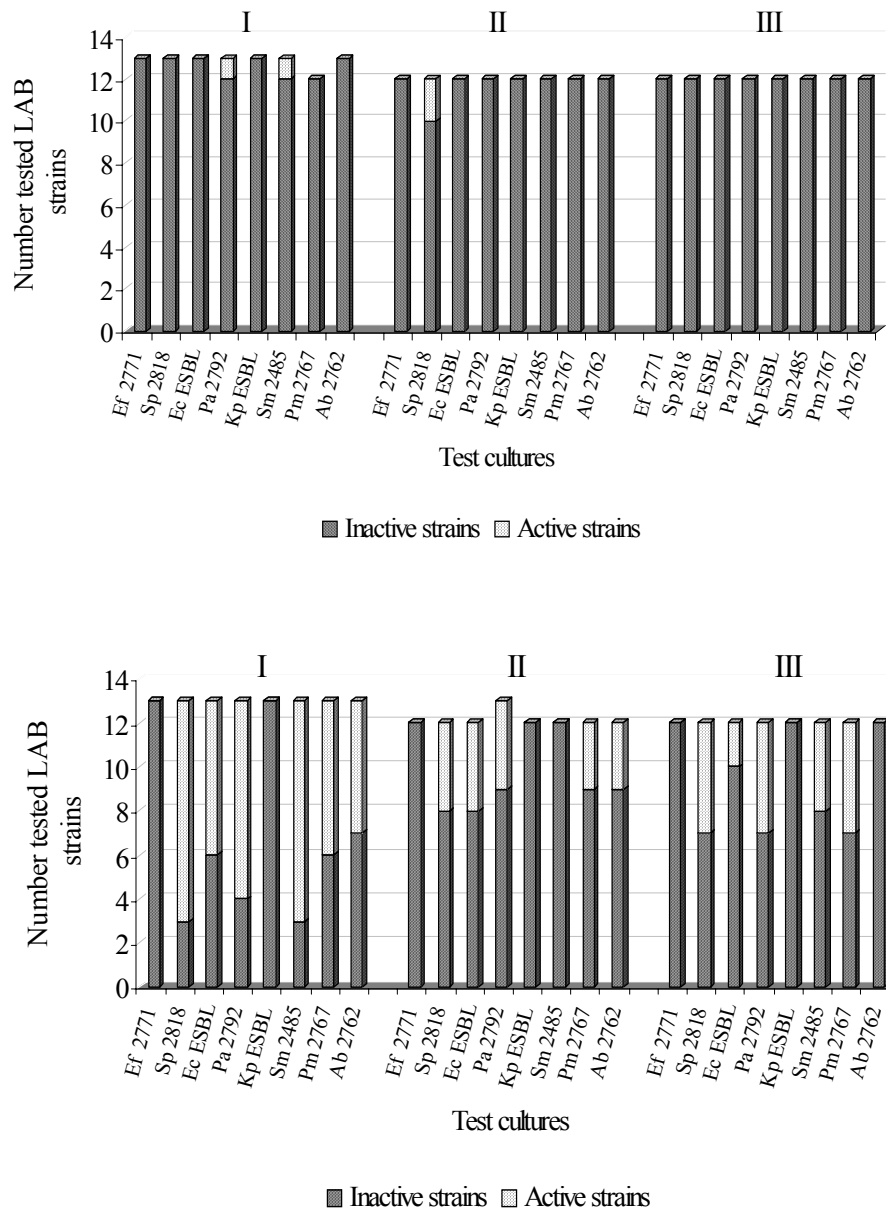 I II III
14
12
10
8
6
4
2
0
Number tested LAB
strains
Ef 2771 Sp 2818 Ec ESBL Pa 2792 Kp ESBL Sm 2485 Pm 2767 Ab 2762 Ef 2771 Sp 2818 Ec ESBL Pa 2792 Kp ESBL Sm 2485 Pm 2767 Ab 2762 Ef 2771 Sp 2818 Ec ESBL Pa 2792 Kp ESBL Sm 2485 Pm 2767 Ab 2762
Test cultures
Inactive strains Active strains
I II III
14
12
10
8
6
4
2
0
Number tested LAB
strains
Ef 2771 Sp 2818 Ec ESBL Pa 2792 Kp ESBL Sm 2485 Pm 2767 Ab 2762 Ef 2771 Sp 2818 Ec ESBL Pa 2792 Kp ESBL Sm 2485 Pm 2767 Ab 2762 Ef 2771 Sp 2818 Ec ESBL Pa 2792 Kp ESBL Sm 2485 Pm 2767 Ab 2762
Test cultures
Inactive strains Active strains